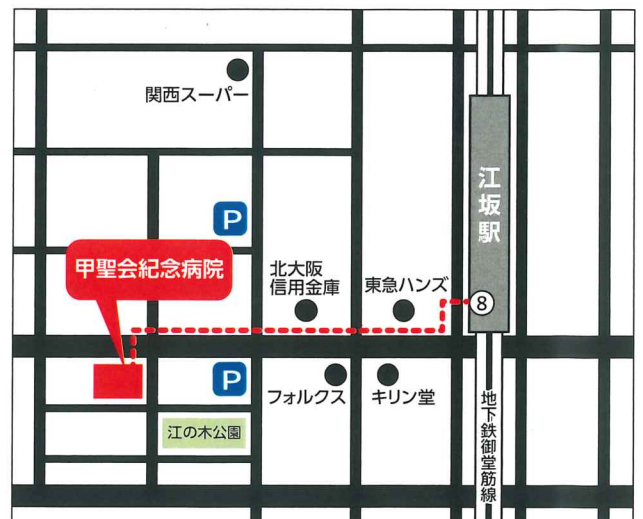 関西スーパー
P
江坂駅
甲聖会紀念病院
北大阪
信用金庫
東急ハンズ
8
P
フォルクス
キリン堂
江の木公園
地下鉄御堂筋線